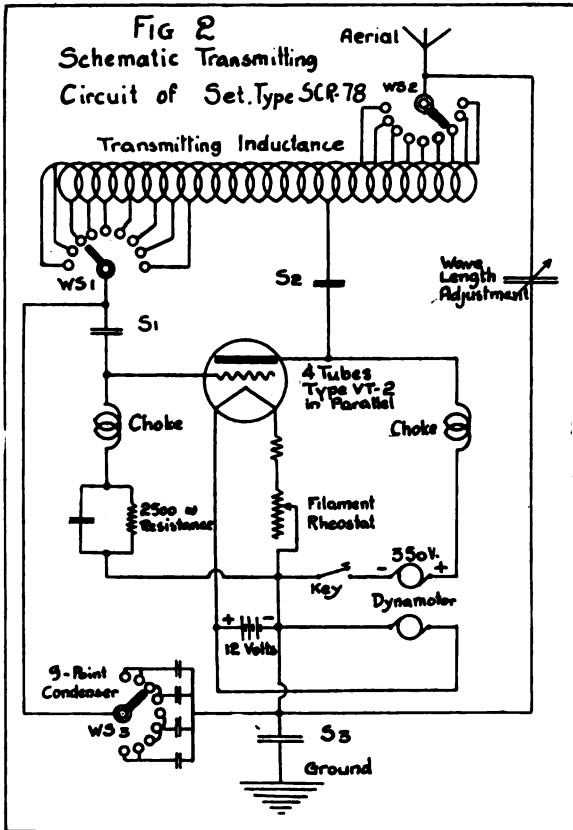 FIG 2
Schematic Transmitting
Circuit of Set. Type SCR-78
Aerial
WS2
Transmitting Inductance
WS1
S2
Wave
Length
Adjustment
S1
4 Tubes
Type VT-2
in Parallel
Choke
Choke
2500 ω
Resistance
Filament
Rheostat
350V.
- +
Key
Dynamotor
+ -
12 Volts
9-Point
Condenser
WS3
S3
Ground